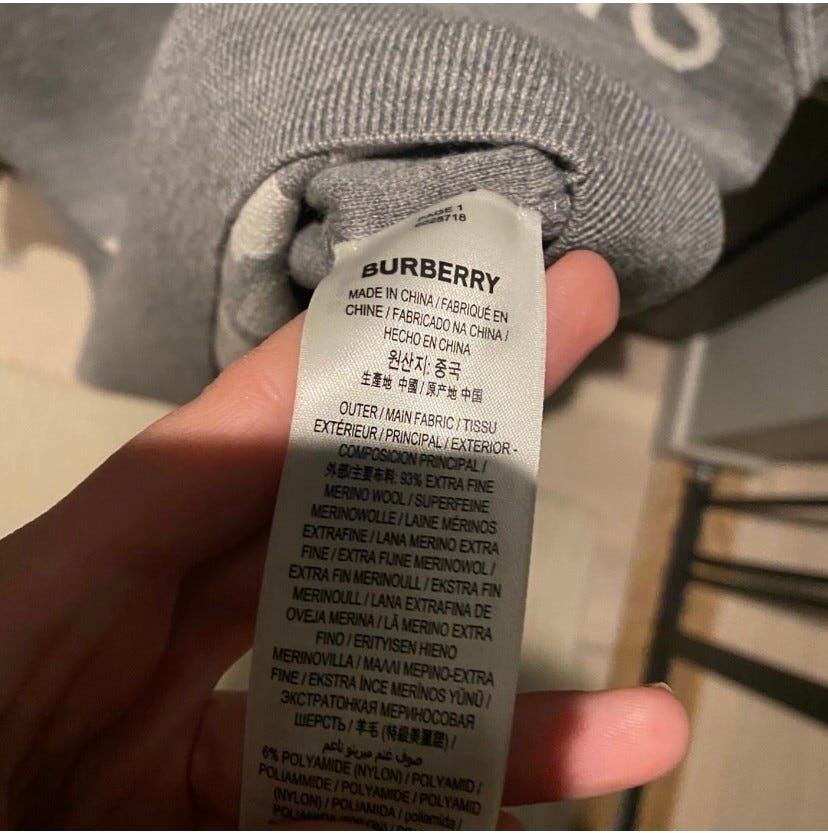 PAGE 1
BURBERRY
MADE IN CHINA / FABRIQUÉ EN
CHINE / FABRICADO NA CHINA /
HECHO EN CHINA
원산지: 중국
生產地 中國 / 原产地 中国
OUTER / MAIN FABRIC / TISSU
EXTÉRIEUR / PRINCIPAL / EXTERIOR -
COMPOSICION PRINCIPAL /
外部/主要布料: 93% EXTRA FINE
MERINO WOOL / SUPERFEINE
MERINOWOLLE / LAINE MÉRINOS
EXTRAFINE / LANA MERINO EXTRA
FINE / EXTRA FIJNE MERINOWOL /
EXTRA FIN MERINOULL / EKSTRA FIN
MERINOULL / LANA EXTRAFINA DE
OVEJA MERINA / LÃ MERINO EXTRA
FINO / ERITYISEN HIENO
MERINOVILLA / ΜΑΛΛΙ ΜΕΡΙΝΟ-EXTRA
FINE / EKSTRA İNCE MERİNOS YÜNÜ /
ЭКСТРАТОНКАЯ МЕРИНОСОВАЯ
ШЕРСТЬ / 羊毛 (特級美麗諾) /
صوف غنم ميرينو ناعم
6% POLYAMIDE (NYLON) / POLYAMID /
POLIAMMIDE / POLYAMIDE / POLYAMID
(NYLON) / POLIAMIDA / poliamida /